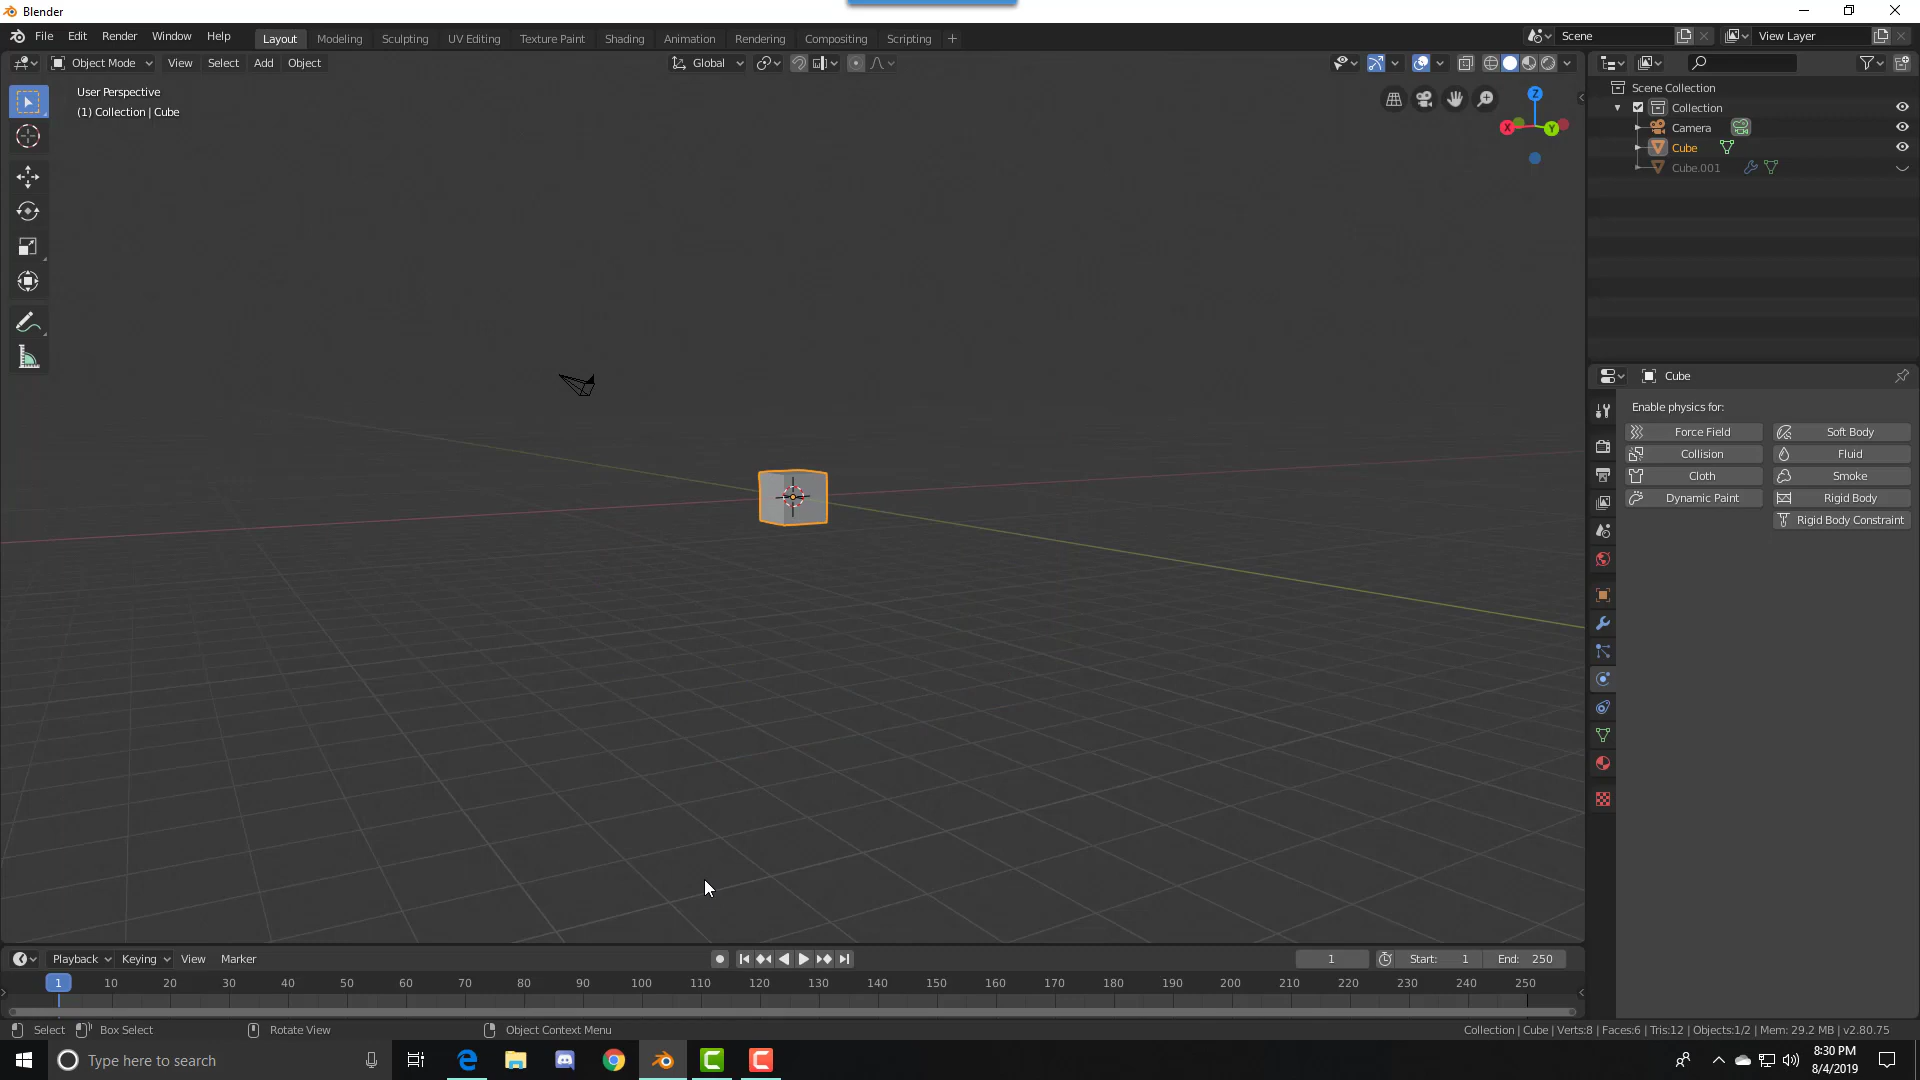 Blender
File Edit Render Window Help Layout Modeling Sculpting UV Editing Texture Paint Shading Animation Rendering Compositing Scripting + Scene View Layer
Object Mode View Select Add Object Global
User Perspective
(1) Collection | Cube
Z
X Y
Scene Collection
Collection
Camera
Cube
Cube.001
Cube
Enable physics for:
Force Field Soft Body
Collision Fluid
Cloth Smoke
Dynamic Paint Rigid Body
Rigid Body Constraint
Playback Keying View Marker 1 Start: 1 End: 250
1 10 20 30 40 50 60 70 80 90 100 110 120 130 140 150 160 170 180 190 200 210 220 230 240 250
Select Box Select Rotate View Object Context Menu Collection | Cube | Verts:8 | Faces:6 | Tris:12 | Objects:1/2 | Mem: 29.2 MB | v2.80.75
Type here to search
8:30 PM
8/4/2019